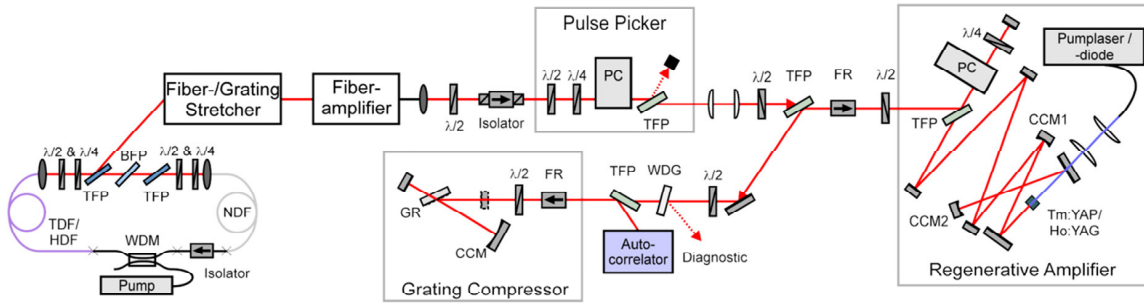 Pulse Picker
Fiber-/Grating
Stretcher
Fiber-
amplifier
λ/2
Isolator
λ/2
λ/4
PC
TFP
λ/2
TFP
FR
λ/2
λ/4
PC
TFP
Pumplaser /
-diode
CCM1
CCM2
Tm:YAP/
Ho:YAG
Regenerative Amplifier
λ/2 & λ/4
BFP
λ/2 & λ/4
TFP
TFP
TDF/
HDF
NDF
WDM
Isolator
Pump
GR
CCM
λ/2
FR
Grating Compressor
TFP
WDG
λ/2
Auto-
correlator
Diagnostic